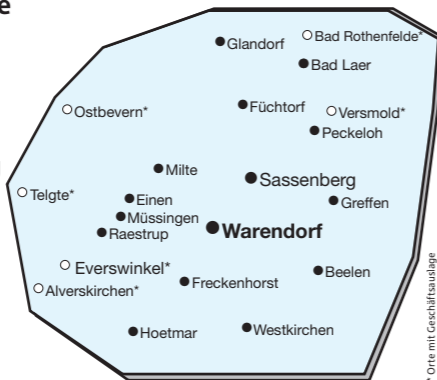 e
Glandorf
Bad Rothenfelde*
Bad Laer
Ostbevern*
Füchtorf
Versmold*
Peckeloh
Milte
Sassenberg
Telgte*
Einen
Greffen
Müssingen
Raestrup
Warendorf
Everswinkel*
Beelen
Alverskirchen*
Freckenhorst
Hoetmar
Westkirchen
* Orte mit Geschäftsauslage